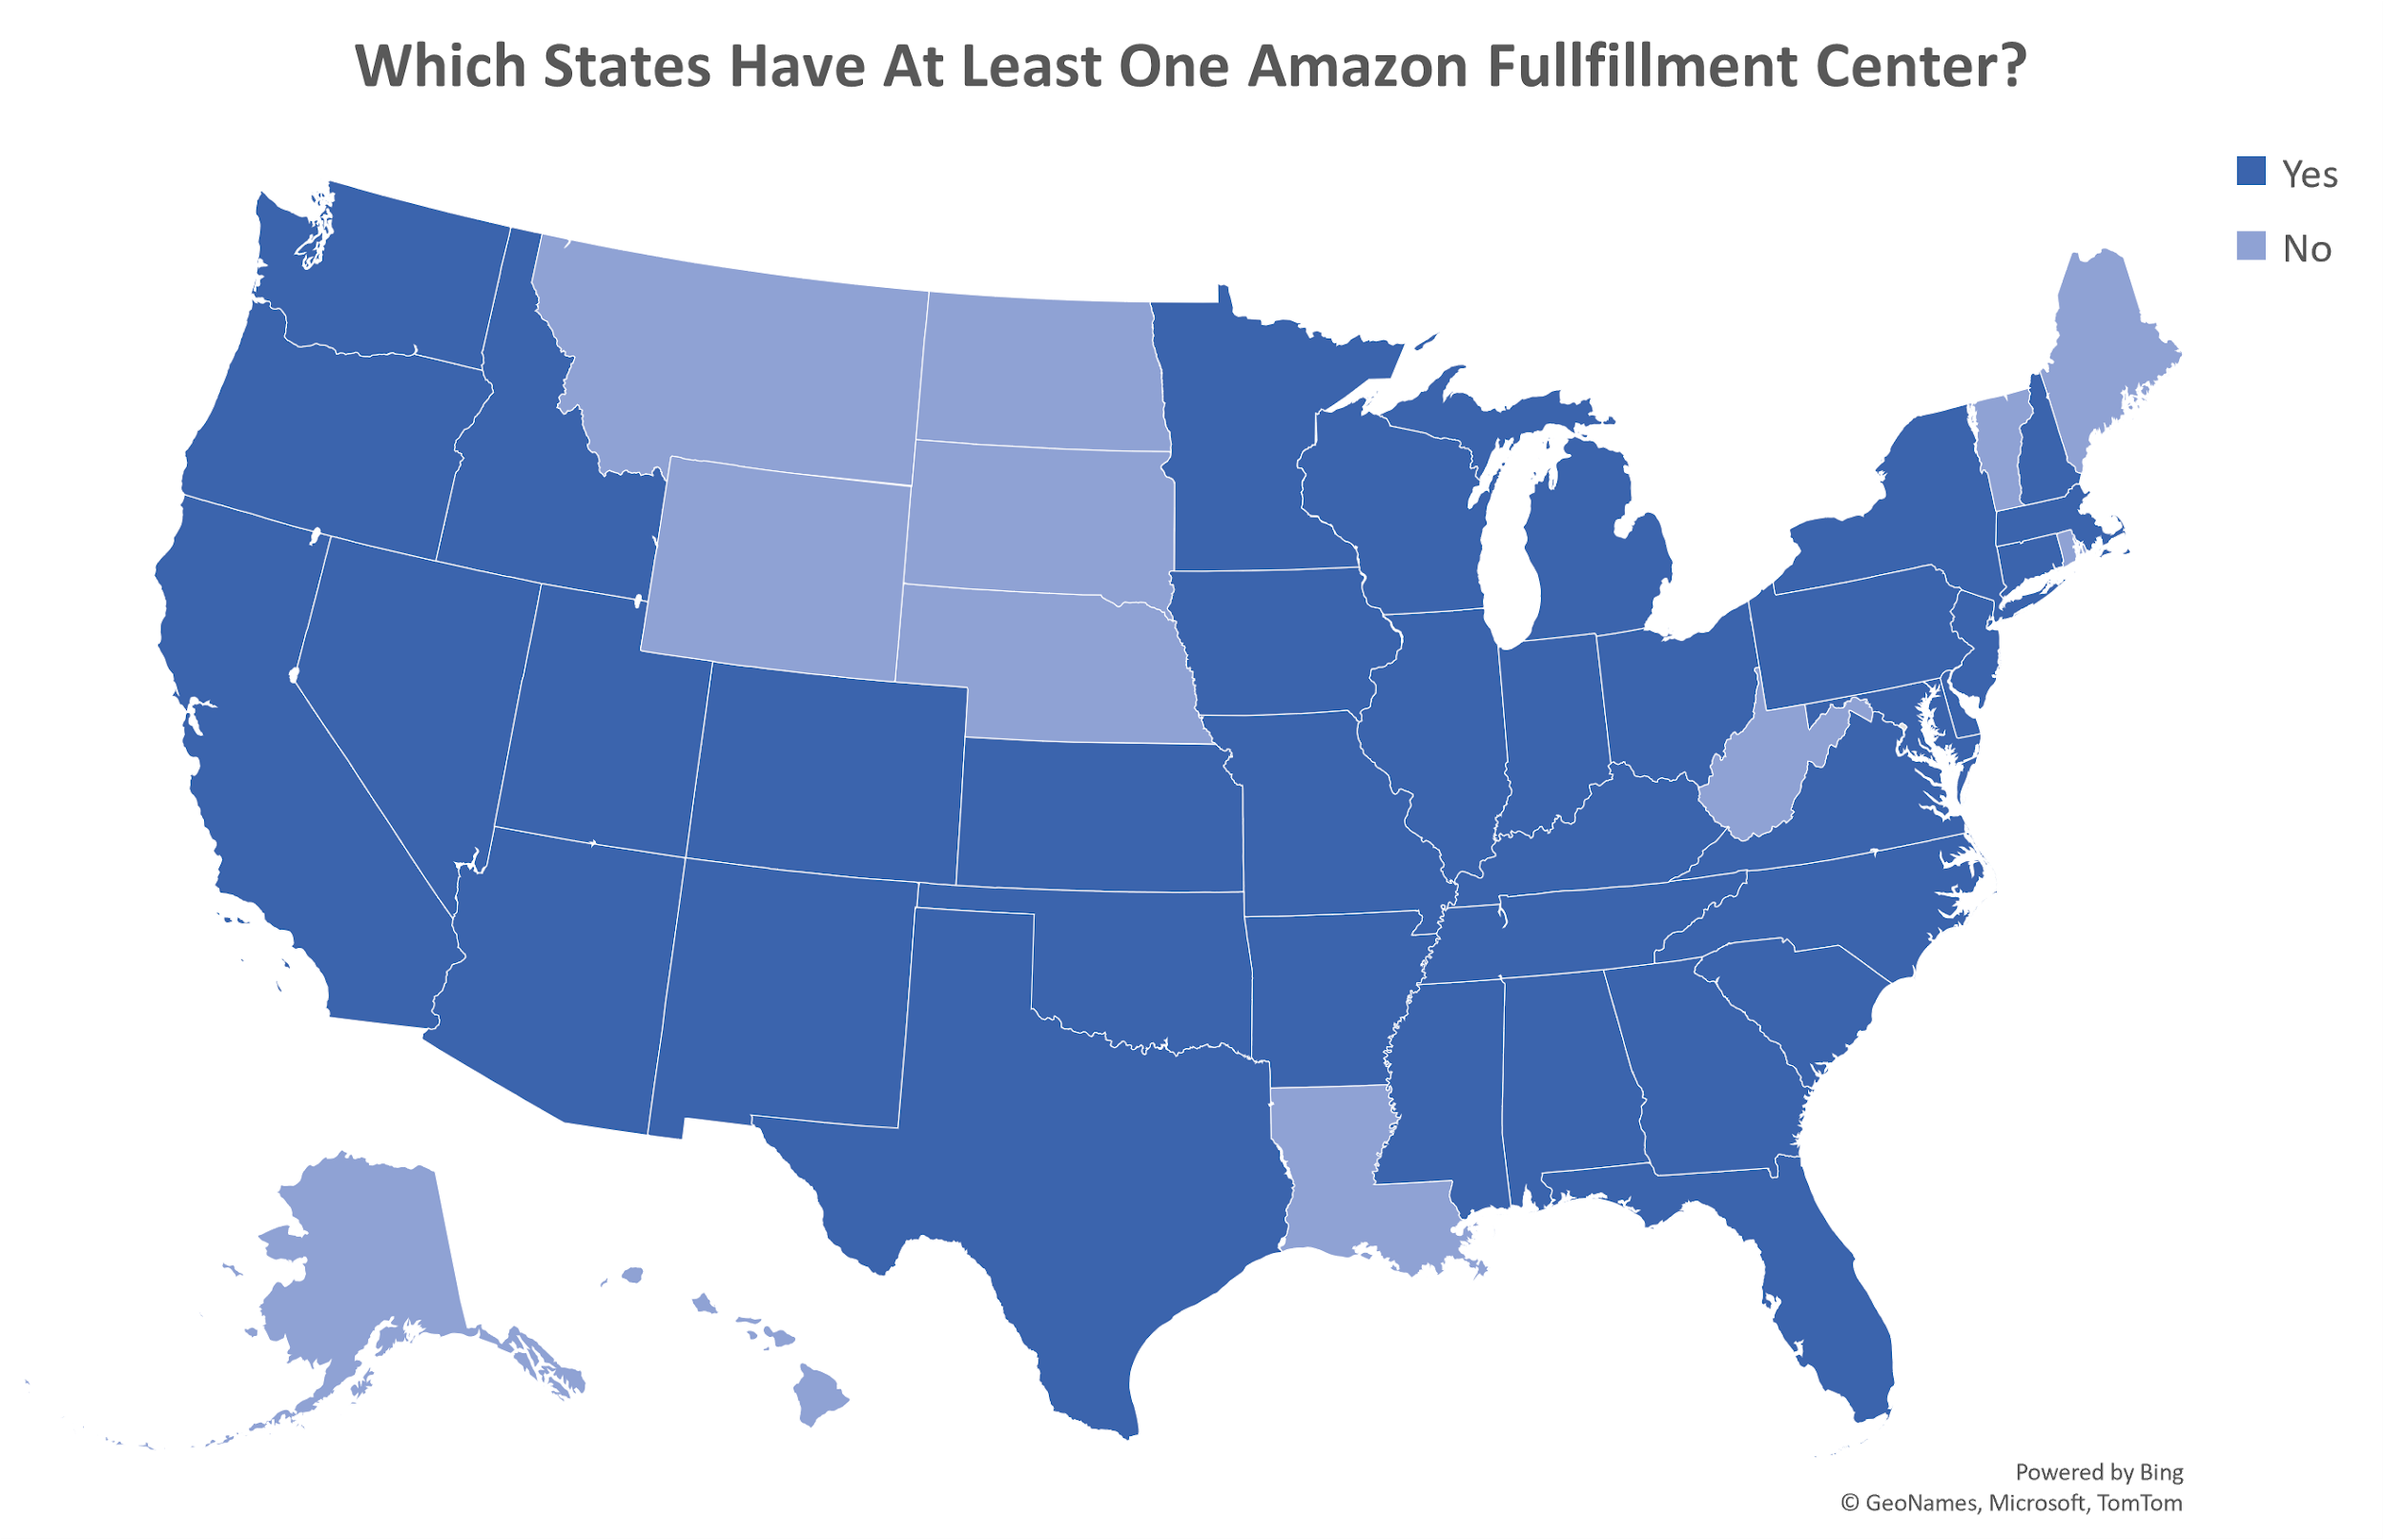 Which States Have At Least One Amazon Fullfillment Center?
Yes
No
Powered by Bing
© GeoNames, Microsoft, TomTom